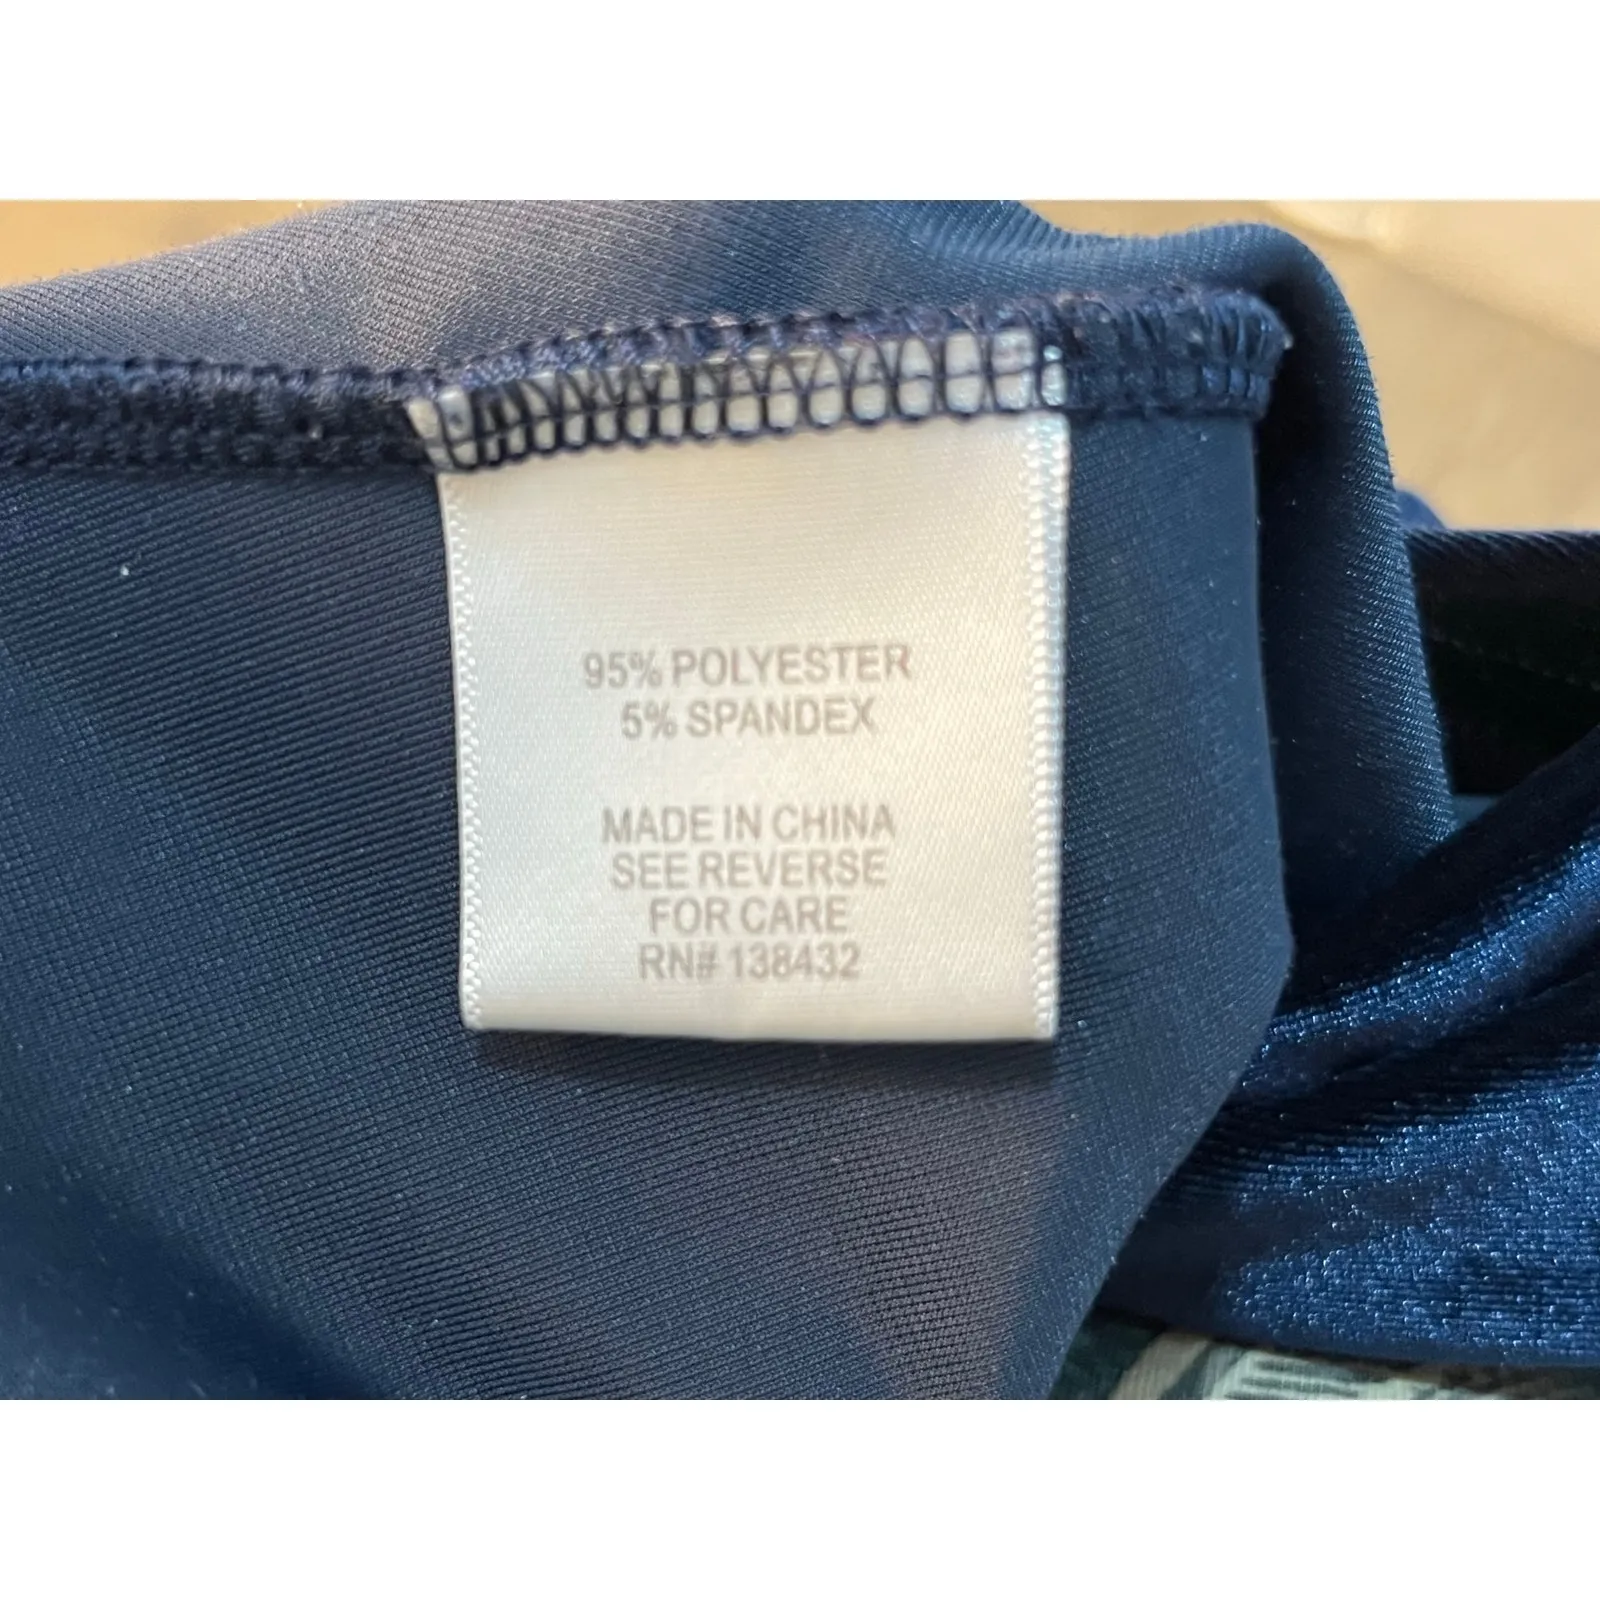 95% POLYESTER
5% SPANDEX
MADE IN CHINA
SEE REVERSE
FOR CARE
RN# 138432